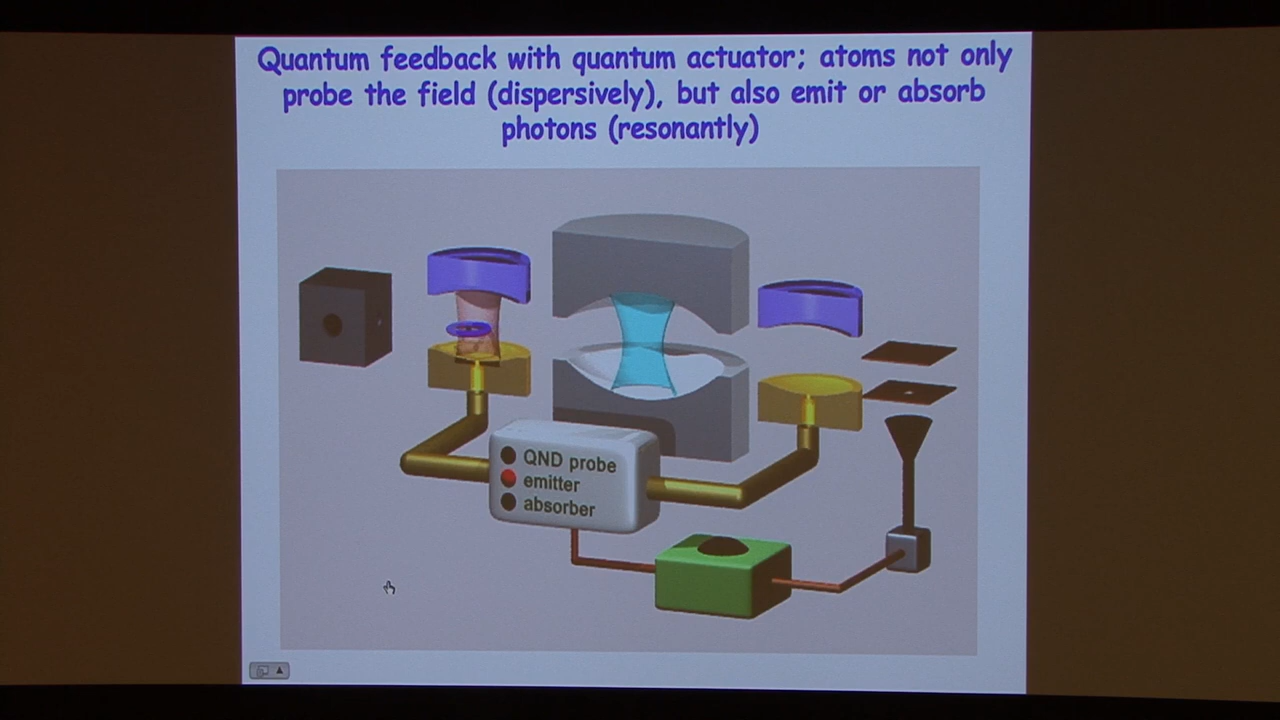 Quantum feedback with quantum actuator; atoms not only
probe the field (dispersively), but also emit or absorb
photons (resonantly)
QND probe
emitter
absorber